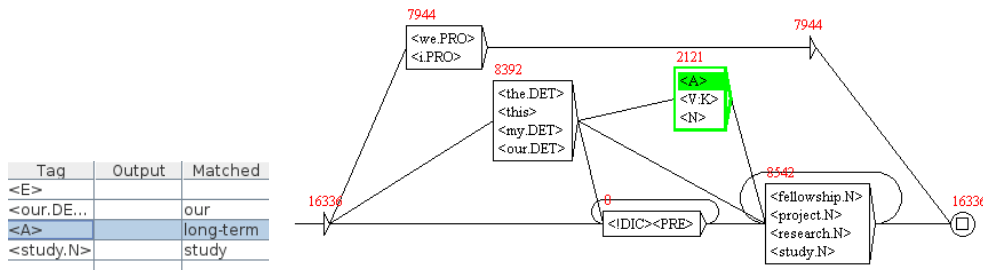 Tag Output Matched
<E>
<our.DE... our
<A> long-term
<study.N> study
7944
<we.PRO>
<i.PRO>
7944
8392
<the.DET>
<this>
<my.DET>
<our.DET>
2121
<A>
<V:K>
<N>
16336
0
<!DIC><PRE>
8542
<fellowship.N>
<project.N>
<research.N>
<study.N>
16336